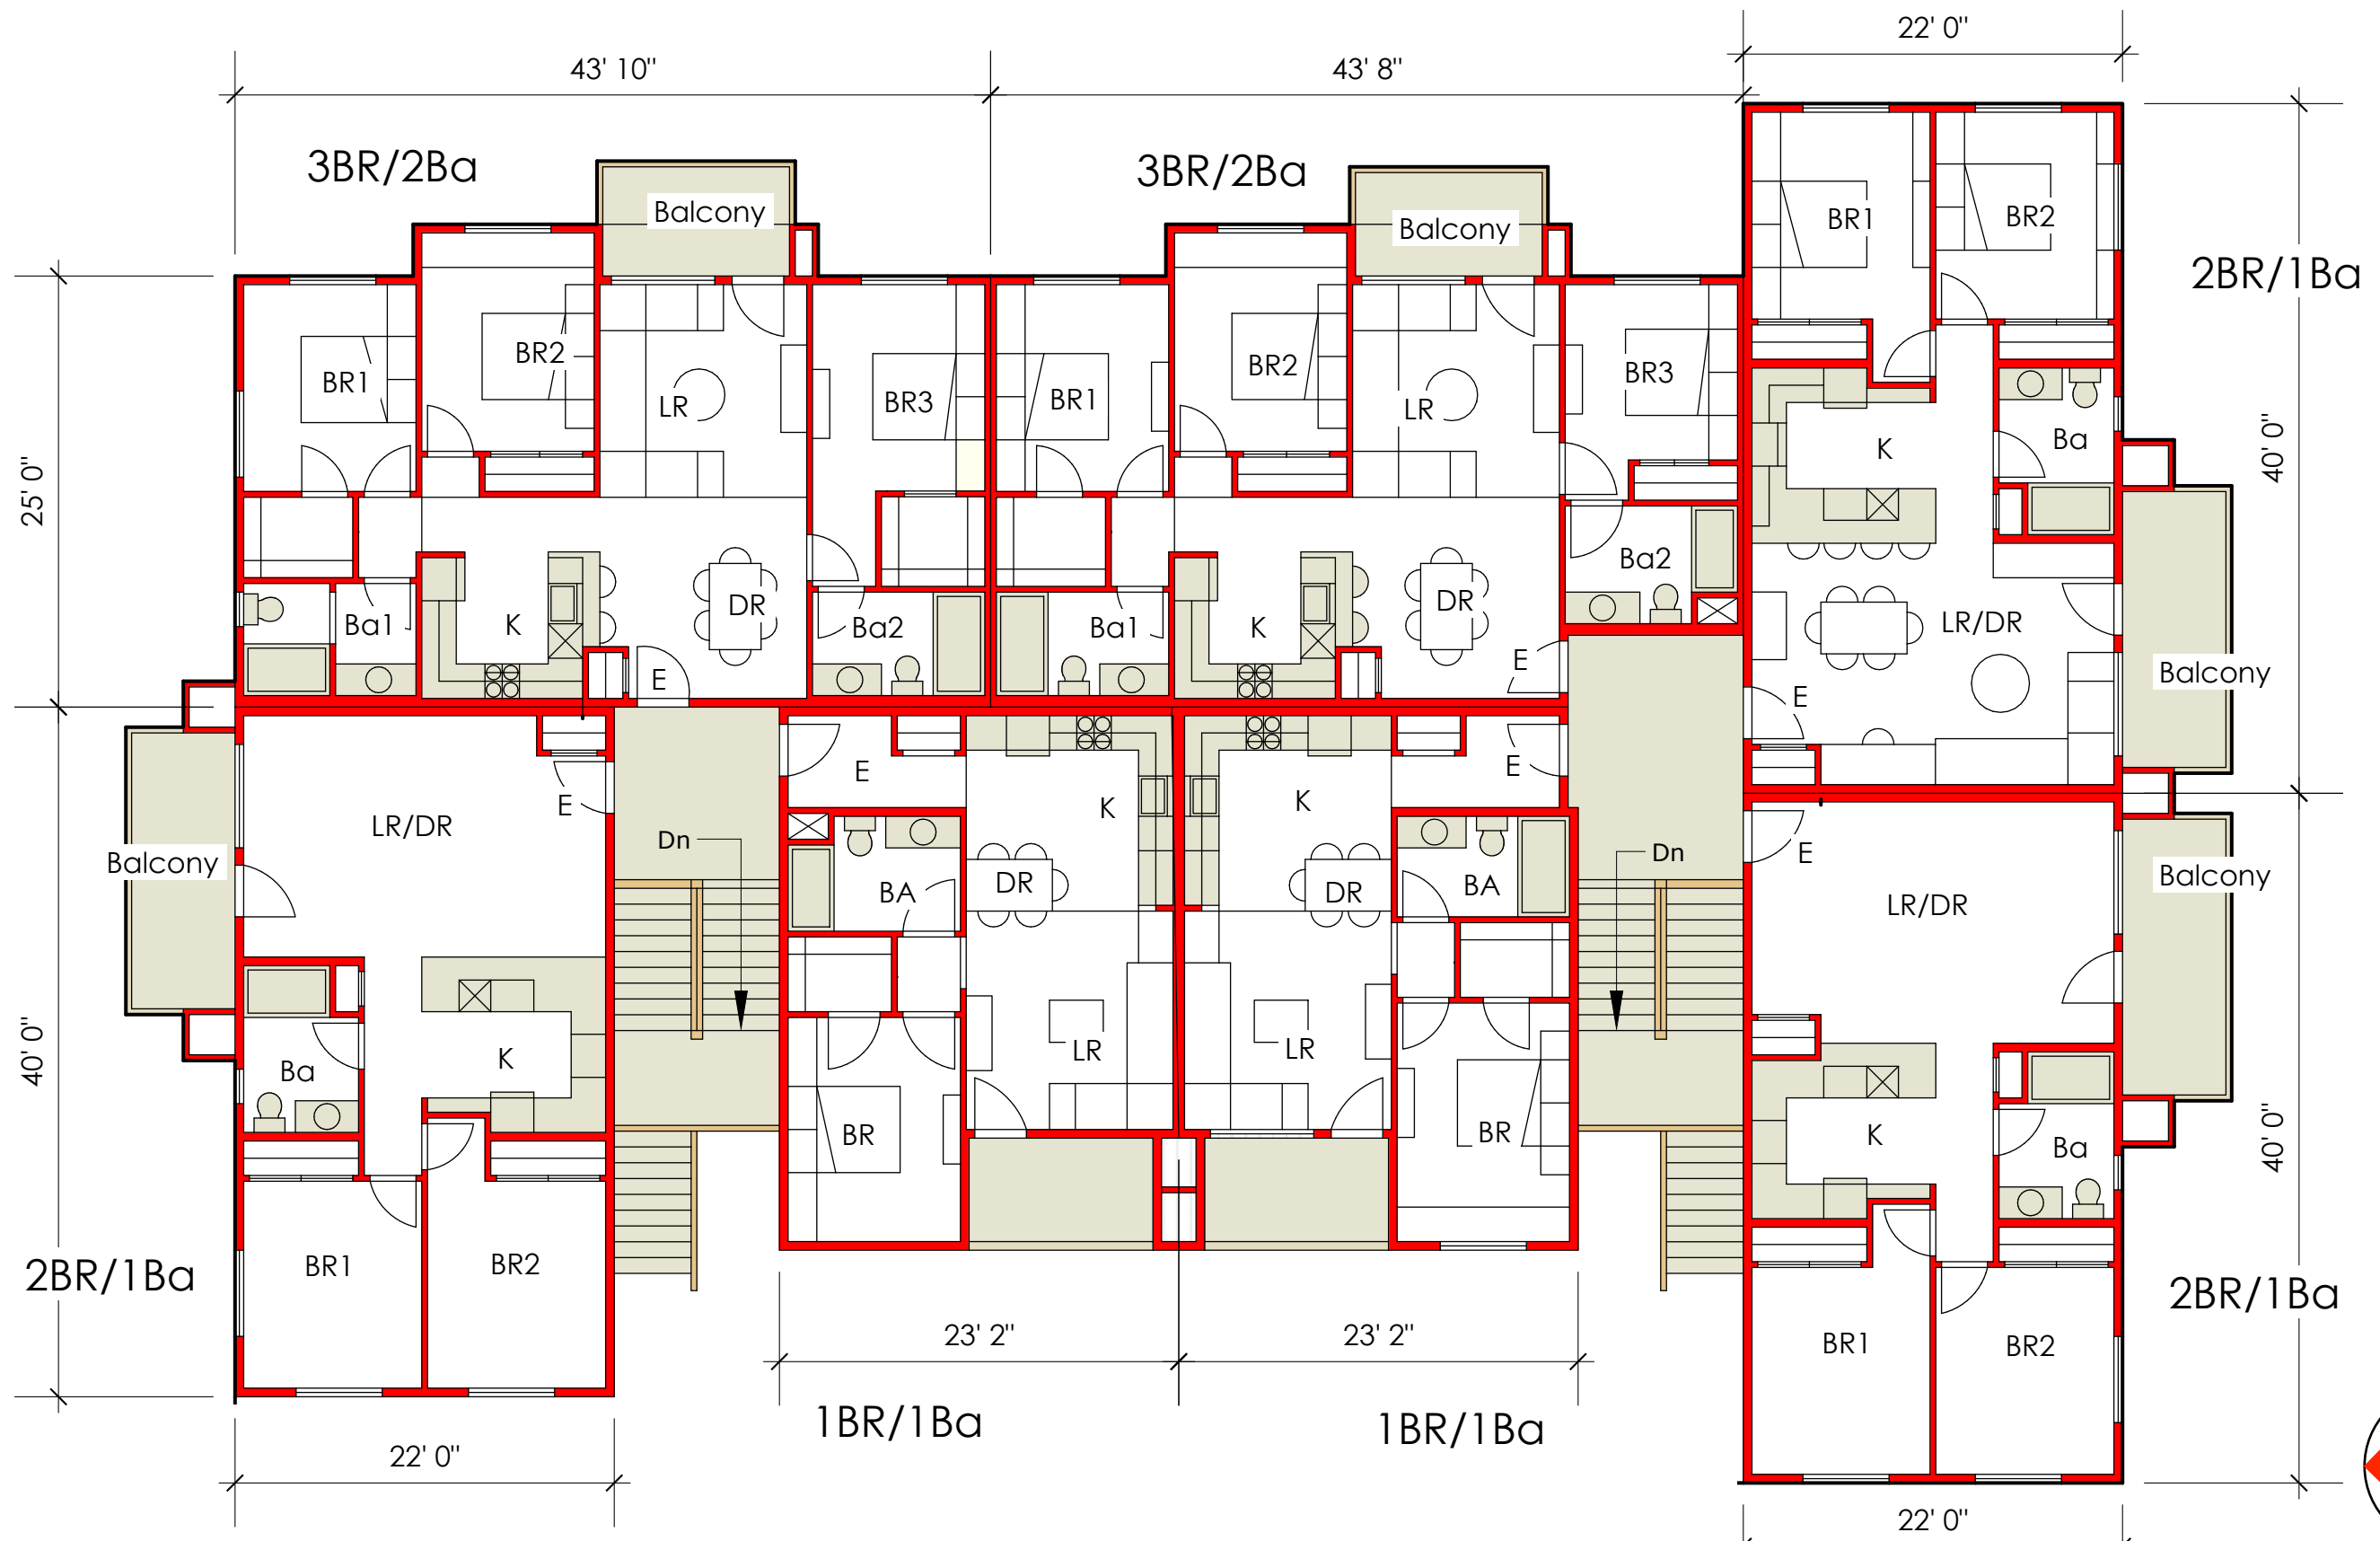 22' 0"
43' 10"
43' 8"
3BR/2Ba
3BR/2Ba
Balcony
Balcony
BR1
BR2
2BR/1Ba
BR1
BR2
LR
BR3
BR1
BR2
LR
BR3
K
Ba
40' 0"
25' 0"
Ba1
K
DR
Ba2
Ba1
K
DR
Ba2
LR/DR
E
E
E
Balcony
LR/DR
E
Dn
E
K
K
E
Dn
E
Balcony
BA
DR
DR
BA
LR/DR
Balcony
40' 0"
Ba
K
LR
LR
BR
BR
K
Ba
40' 0"
2BR/1Ba
BR1
BR2
2BR/1Ba
23' 2"
23' 2"
BR1
BR2
1BR/1Ba
1BR/1Ba
22' 0"
22' 0"